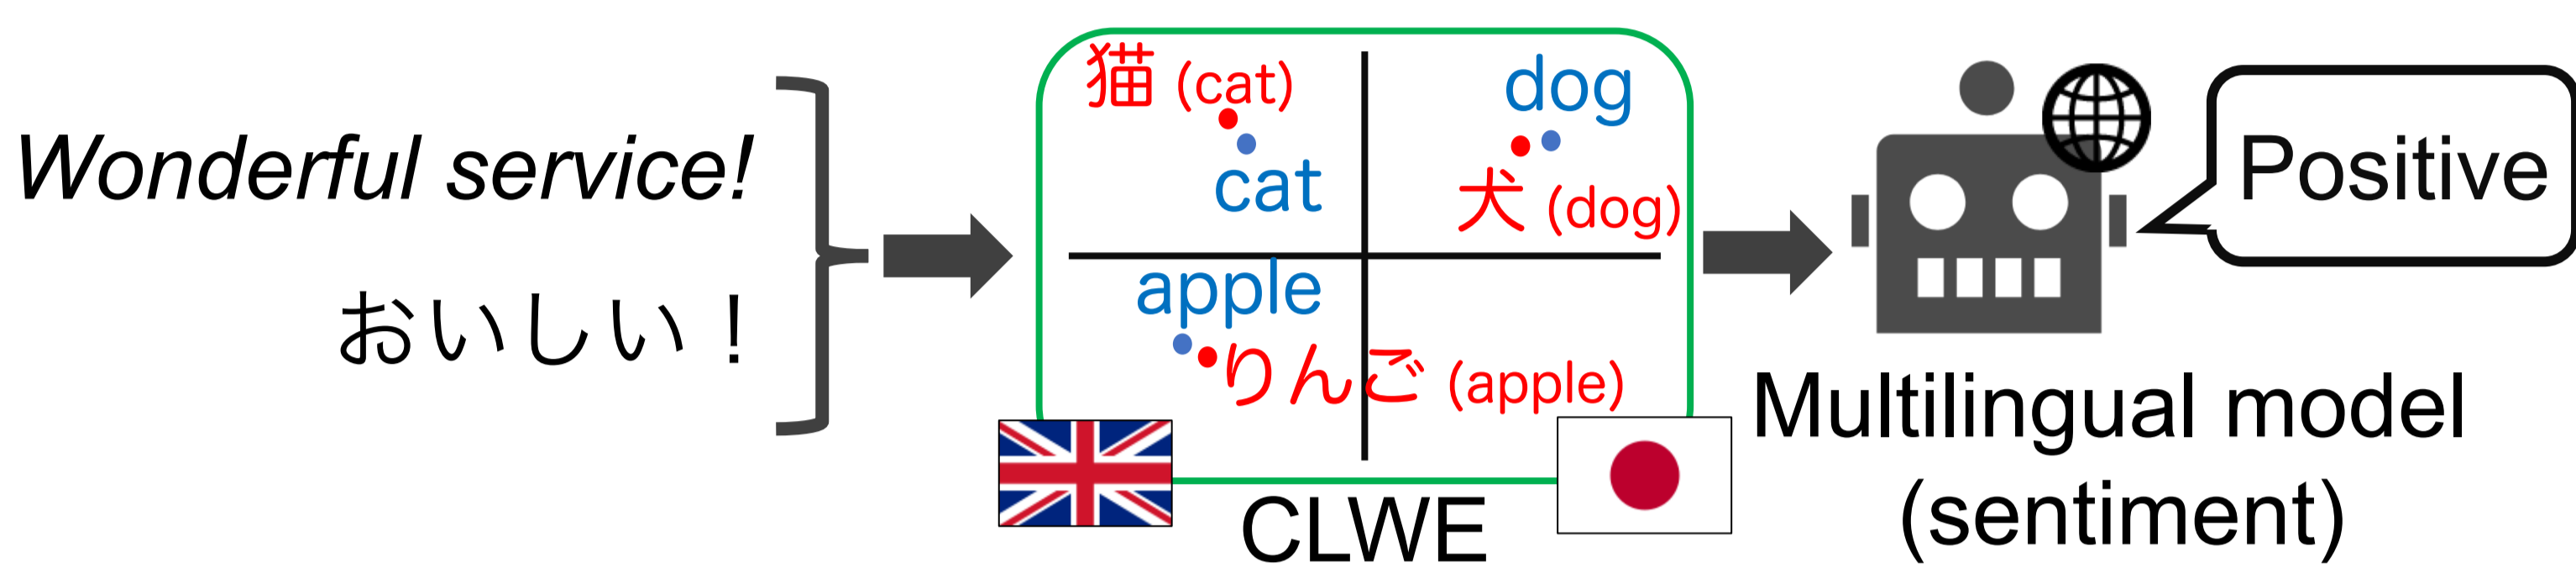 Wonderful service!
おいしい！
猫 (cat)
cat
dog
犬 (dog)
apple
りんご (apple)
CLWE
Positive
Multilingual model
(sentiment)